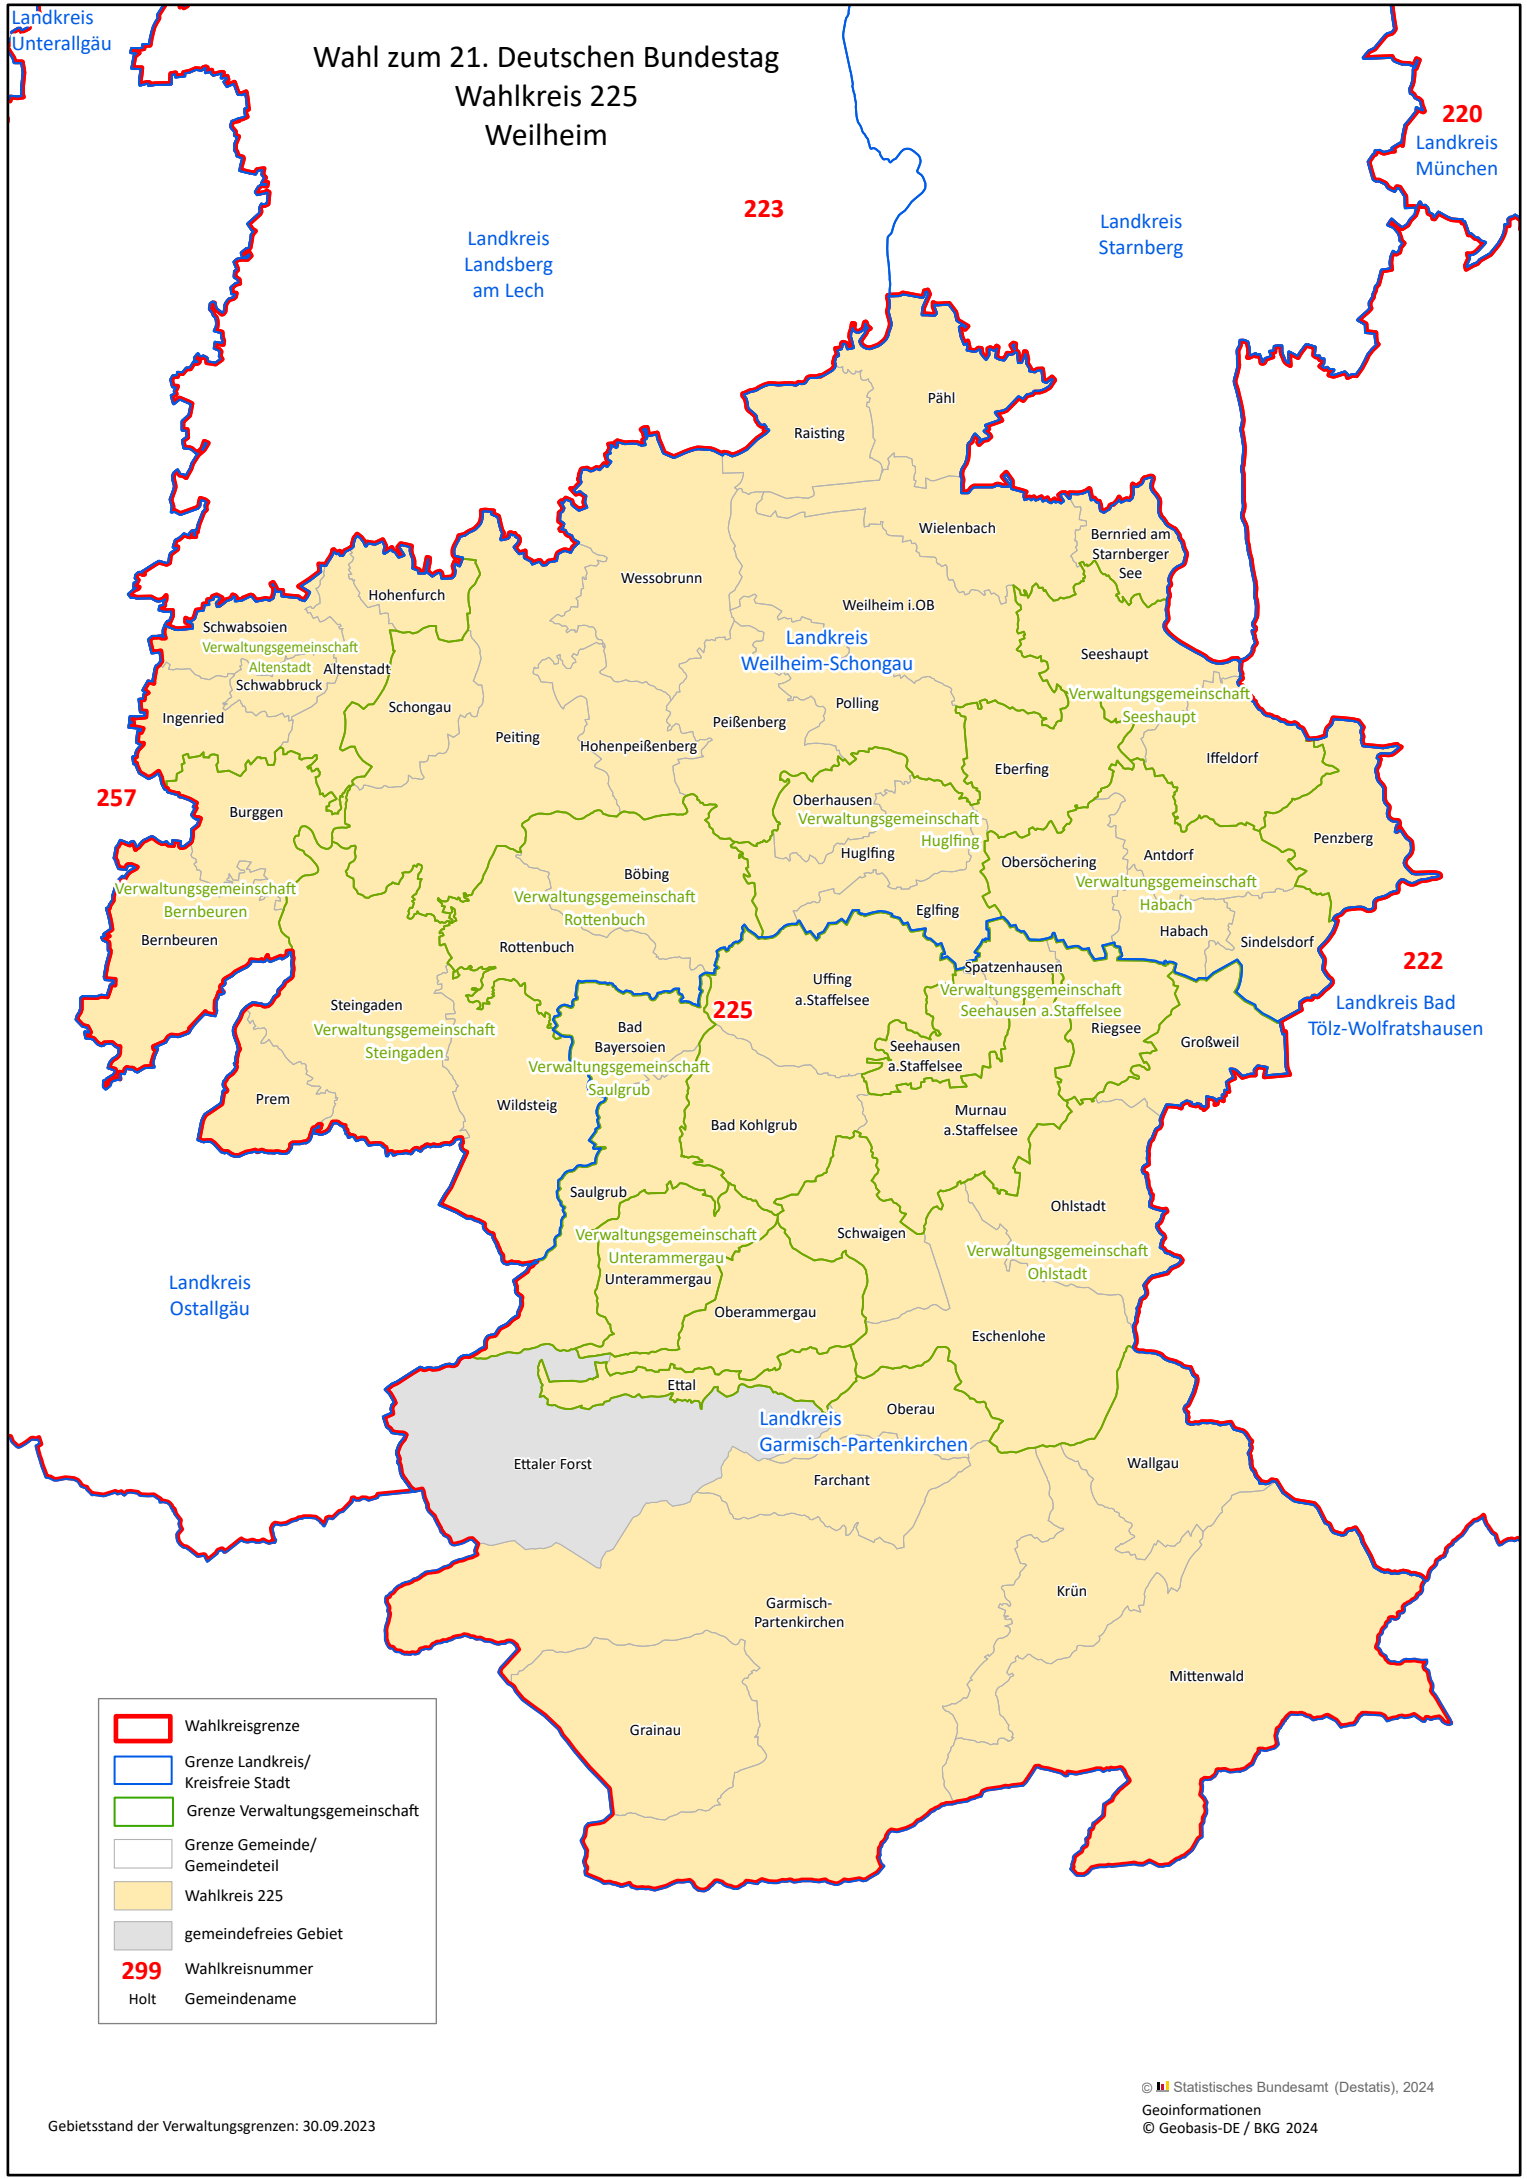 Landkreis
Unterallgäu
Wahl zum 21. Deutschen Bundestag
Wahlkreis 225
Weilheim
220
Landkreis
München
223
Landkreis
Starnberg
Landkreis
Landsberg
am Lech
Pähl
Raisting
Wielenbach
Bernried am
Starnberger
See
Wessobrunn
Hohenfurch
Weilheim i.OB
Schwabsoien
Verwaltungsgemeinschaft
Altenstadt
Altenstadt
Schwabbruck
Landkreis
Weilheim-Schongau
Seeshaupt
Verwaltungsgemeinschaft
Seeshaupt
Ingenried
Schongau
Polling
Peißenberg
Peiting
Hohenpeißenberg
Iffeldorf
Eberfing
257
Burggen
Oberhausen
Verwaltungsgemeinschaft
Huglfing
Huglfing
Penzberg
Obersöchering
Antdorf
Verwaltungsgemeinschaft
Habach
Habach
Böbing
Verwaltungsgemeinschaft
Rottenbuch
Rottenbuch
Verwaltungsgemeinschaft
Bernbeuren
Bernbeuren
Eglfing
Sindelsdorf
222
Landkreis Bad
Tölz-Wolfratshausen
Uffing
a.Staffelsee
Spatzenhausen
Verwaltungsgemeinschaft
Seehausen a.Staffelsee
Riegsee
Großweil
Seehausen
a.Staffelsee
225
Steingaden
Verwaltungsgemeinschaft
Steingaden
Bad
Bayersoien
Verwaltungsgemeinschaft
Saulgrub
Prem
Wildsteig
Bad Kohlgrub
Murnau
a.Staffelsee
Saulgrub
Ohlstadt
Schwaigen
Verwaltungsgemeinschaft
Unterammergau
Unterammergau
Verwaltungsgemeinschaft
Ohlstadt
Landkreis
Ostallgäu
Oberammergau
Eschenlohe
Ettal
Oberau
Landkreis
Garmisch-Partenkirchen
Ettaler Forst
Farchant
Wallgau
Krün
Garmisch-
Partenkirchen
Mittenwald
Grainau
Wahlkreisgrenze
Grenze Landkreis/
Kreisfreie Stadt
Grenze Verwaltungsgemeinschaft
Grenze Gemeinde/
Gemeindeteil
Wahlkreis 225
gemeindefreies Gebiet
299 Wahlkreisnummer
Holt Gemeindename
© Statistisches Bundesamt (Destatis), 2024
Geoinformationen
© Geobasis-DE / BKG 2024
Gebietsstand der Verwaltungsgrenzen: 30.09.2023